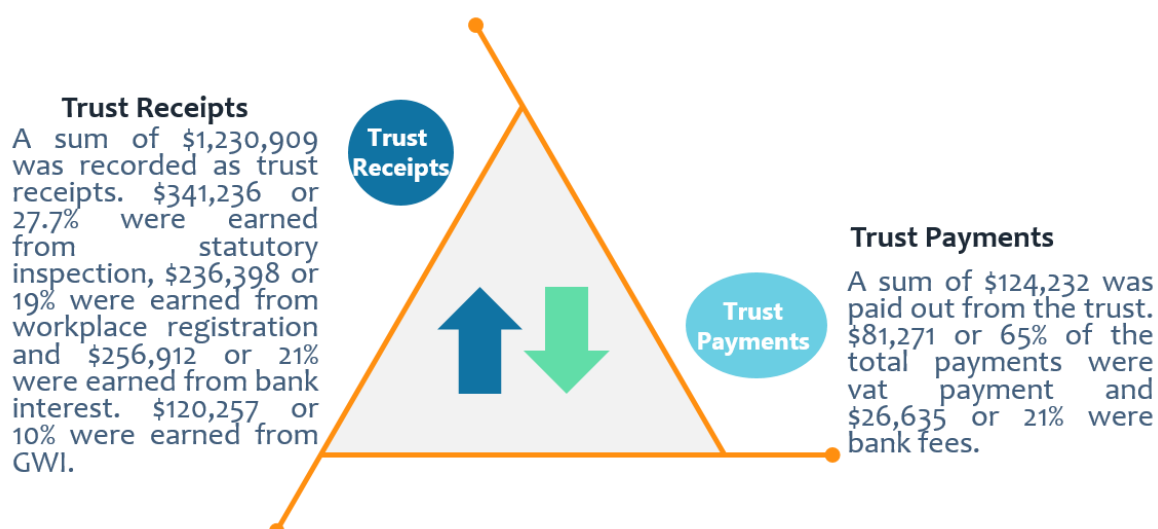 Trust Receipts
A sum of $1,230,909
was recorded as trust
receipts. $341,236 or
27.7% were earned
from statutory
inspection, $236,398 or
19% were earned from
workplace registration
and $256,912 or 21%
were earned from bank
interest. $120,257 or
10% were earned from
GWI.
Trust
Receipts
Trust
Payments
Trust Payments
A sum of $124,232 was
paid out from the trust.
$81,271 or 65% of the
total payments were
vat payment and
$26,635 or 21% were
bank fees.